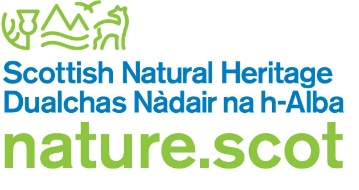 Scottish Natural Heritage
Dualchas Nàdair na h-Alba
nature.scot